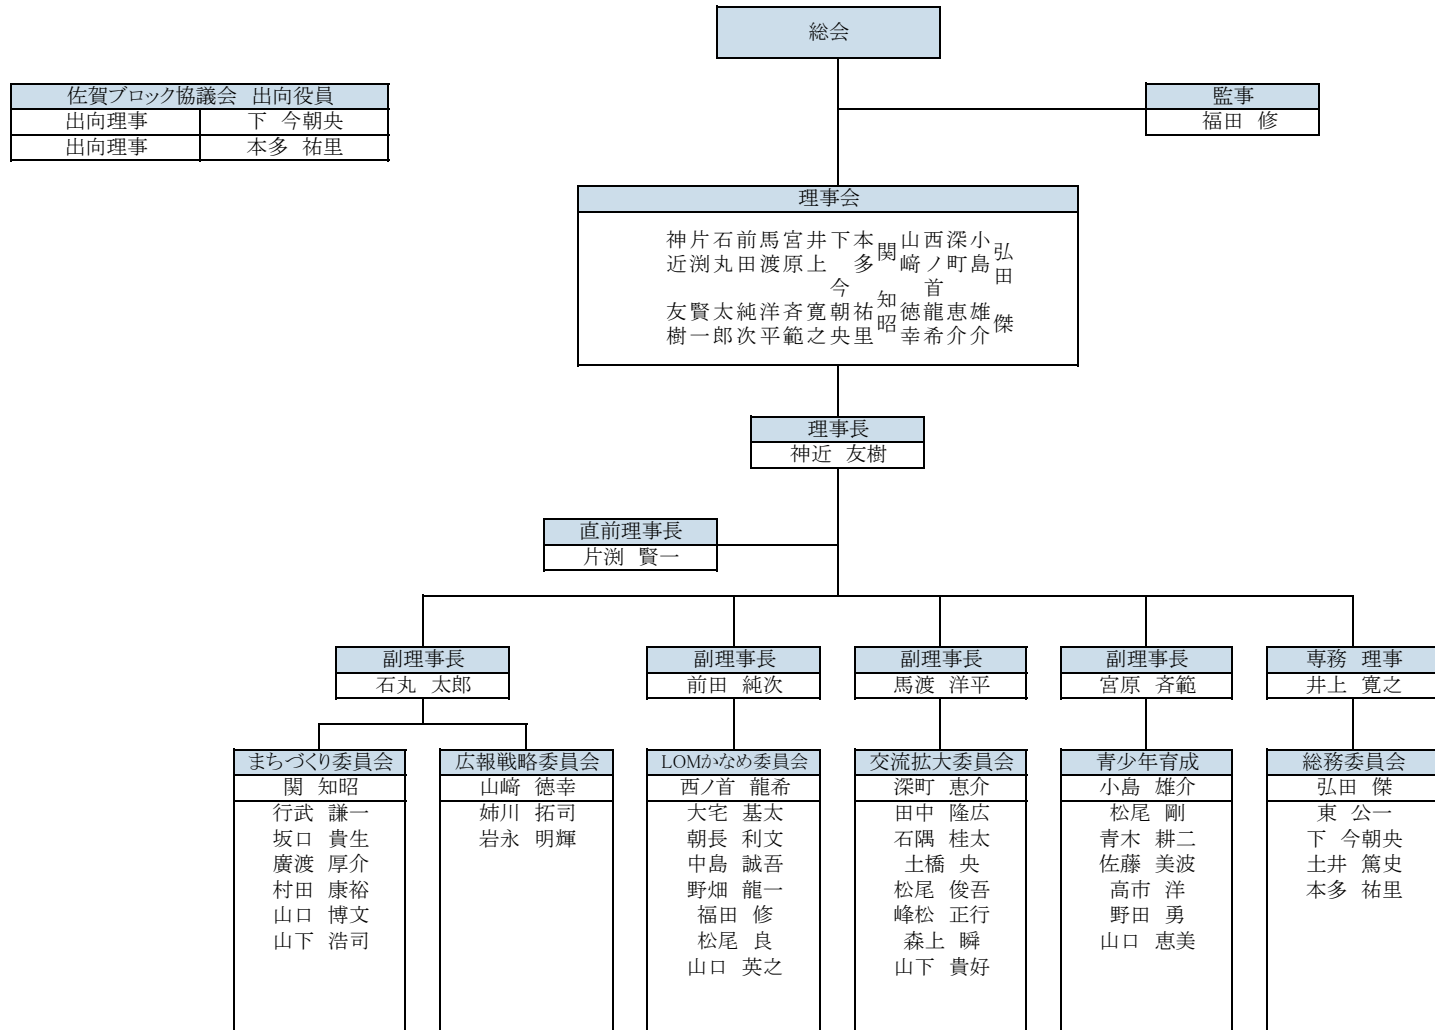 総会
佐賀ブロック協議会 出向役員
出向理事 下 今朝央
出向理事 本多 祐里
監事
福田 修
理事会
神近 友樹
片渕 賢一
石丸 太郎
前田 純次
馬渡 洋平
宮原 斉範
井上 寛之
下 今朝央
本多 祐里
関 知昭
山﨑 徳幸
西ノ首 龍希
深町 恵介
小島 雄介
弘田 傑
理事長
神近 友樹
直前理事長
片渕 賢一
副理事長
石丸 太郎
副理事長
前田 純次
副理事長
馬渡 洋平
副理事長
宮原 斉範
専務 理事
井上 寛之
まちづくり委員会
関 知昭
行武 謙一
坂口 貴生
廣渡 厚介
村田 康裕
山口 博文
山下 浩司
広報戦略委員会
山﨑 徳幸
姉川 拓司
岩永 明輝
LOMかなめ委員会
西ノ首 龍希
大宅 基太
朝長 利文
中島 誠吾
野畑 龍一
福田 修
松尾 良
山口 英之
交流拡大委員会
深町 恵介
田中 隆広
石隅 桂太
土橋 央
松尾 俊吾
峰松 正行
森上 瞬
山下 貴好
青少年育成
小島 雄介
松尾 剛
青木 耕二
佐藤 美波
高市 洋
野田 勇
山口 恵美
総務委員会
弘田 傑
東 公一
下 今朝央
土井 篤史
本多 祐里